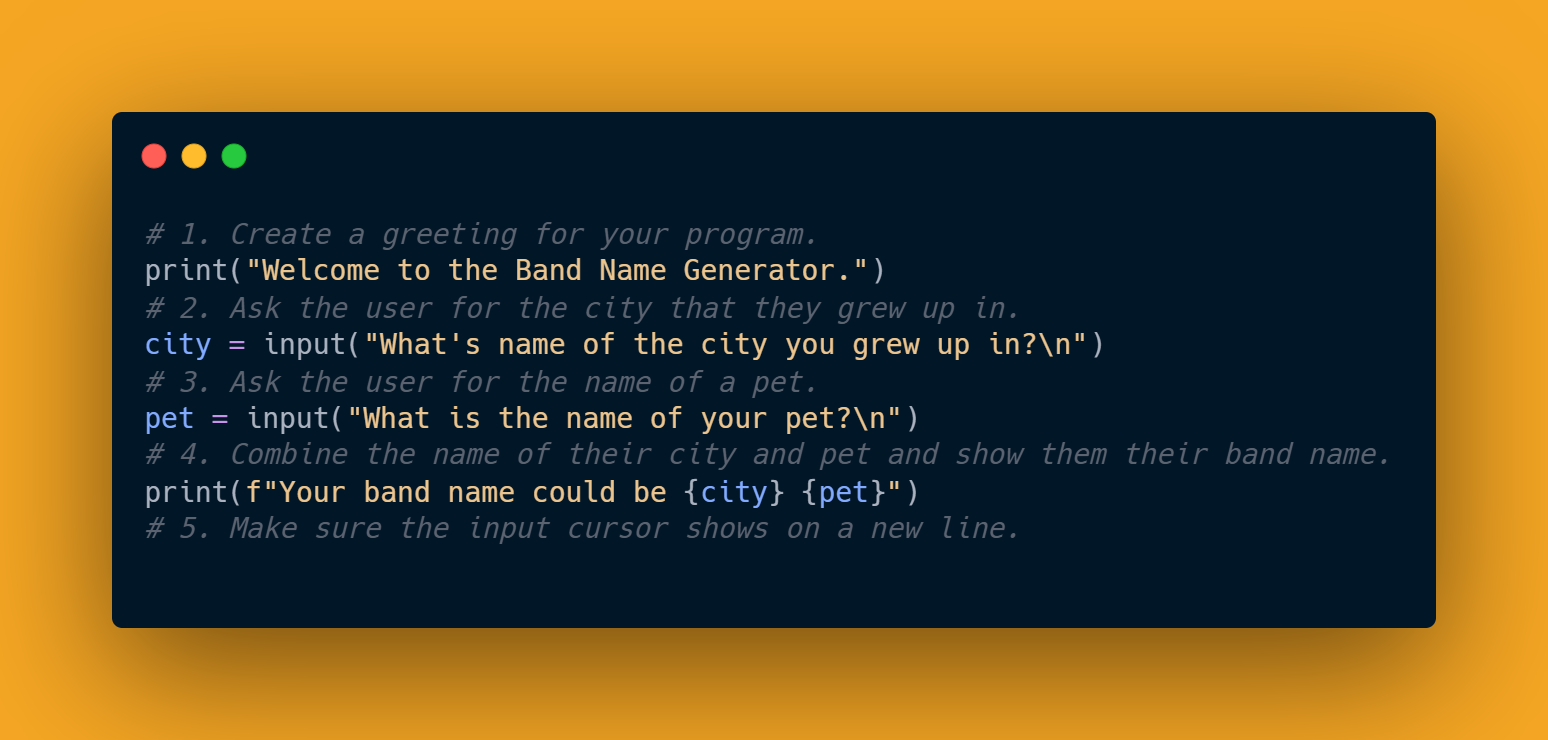 # 1. Create a greeting for your program.
print("Welcome to the Band Name Generator.")
# 2. Ask the user for the city that they grew up in.
city = input("What's name of the city you grew up in?\n")
# 3. Ask the user for the name of a pet.
pet = input("What is the name of your pet?\n")
# 4. Combine the name of their city and pet and show them their band name.
print(f"Your band name could be {city} {pet}")
# 5. Make sure the input cursor shows on a new line.